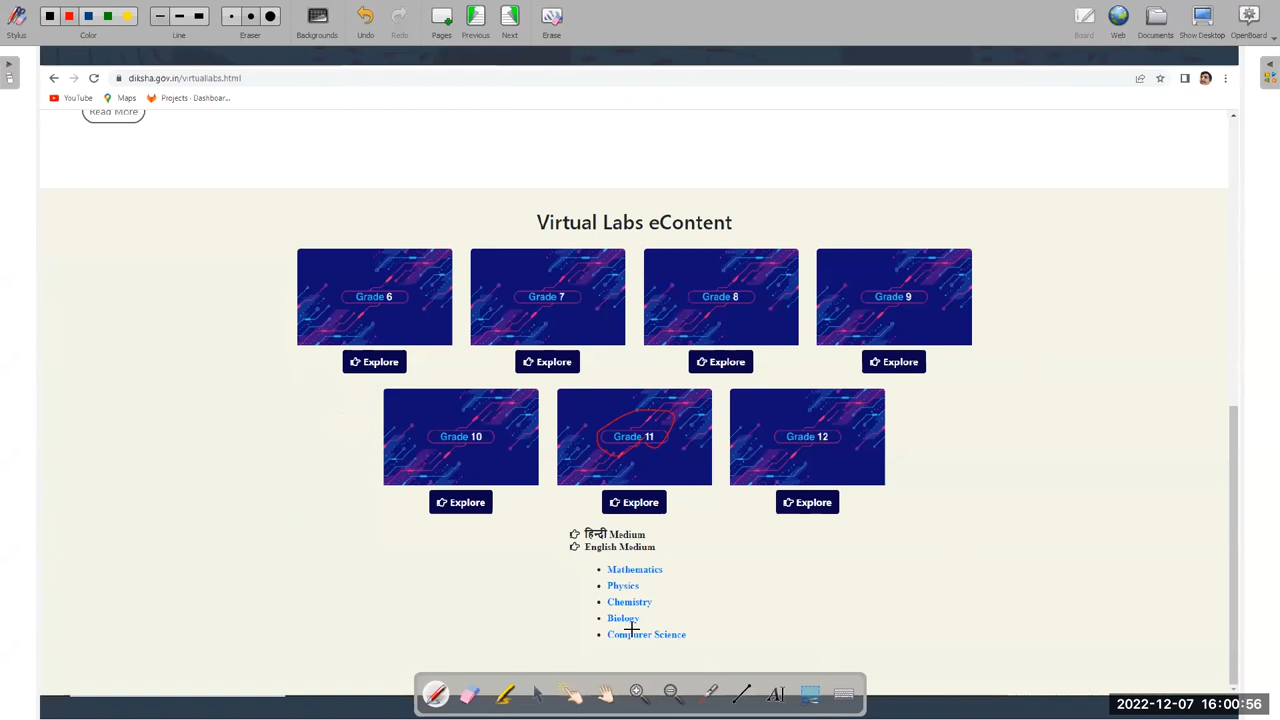 Stylus
Color
Line
Eraser
Backgrounds
Undo
Redo
Pages
Previous
Next
Erase
Board
Web
Documents
Show Desktop
OpenBoard
diksha.gov.in/virtuallabs.html
YouTube
Maps
Projects · Dashboar...
Read More
Virtual Labs eContent
Grade 6
Grade 7
Grade 8
Grade 9
Explore
Explore
Explore
Explore
Grade 10
Grade 11
Grade 12
Explore
Explore
Explore
हिन्दी Medium
English Medium
Mathematics
Physics
Chemistry
Biology
Computer Science
AI
2022-12-07 16:00:56